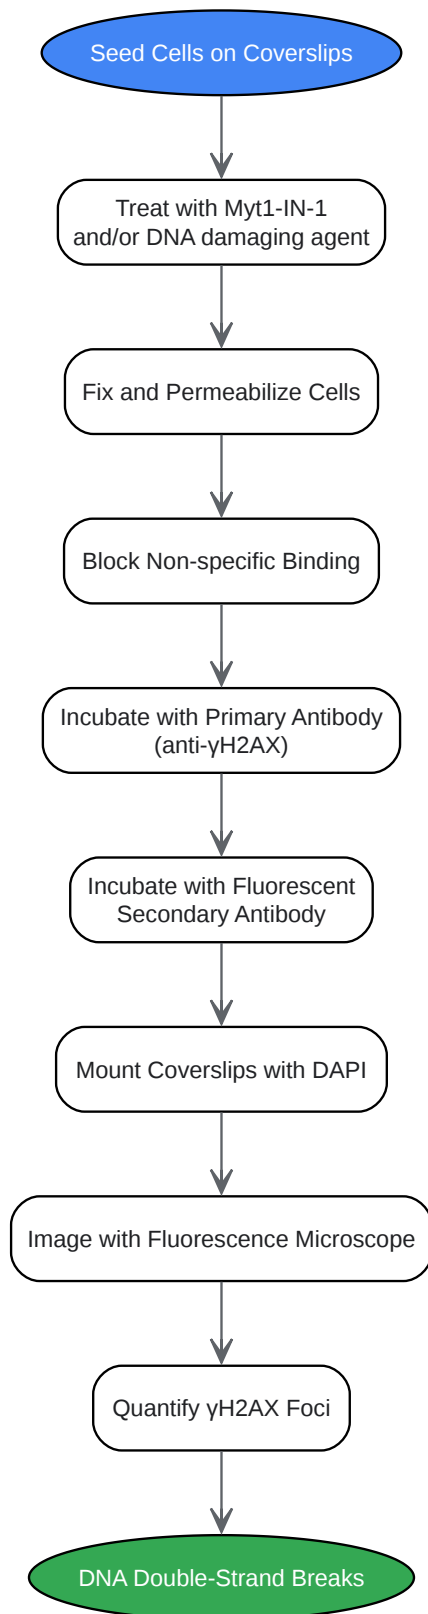 Seed Cells on Coverslips
Treat with Myt1-IN-1
and/or DNA damaging agent
Fix and Permeabilize Cells
Block Non-specific Binding
Incubate with Primary Antibody
(anti-γH2AX)
Incubate with Fluorescent
Secondary Antibody
Mount Coverslips with DAPI
Image with Fluorescence Microscope
Quantify γH2AX Foci
DNA Double-Strand Breaks